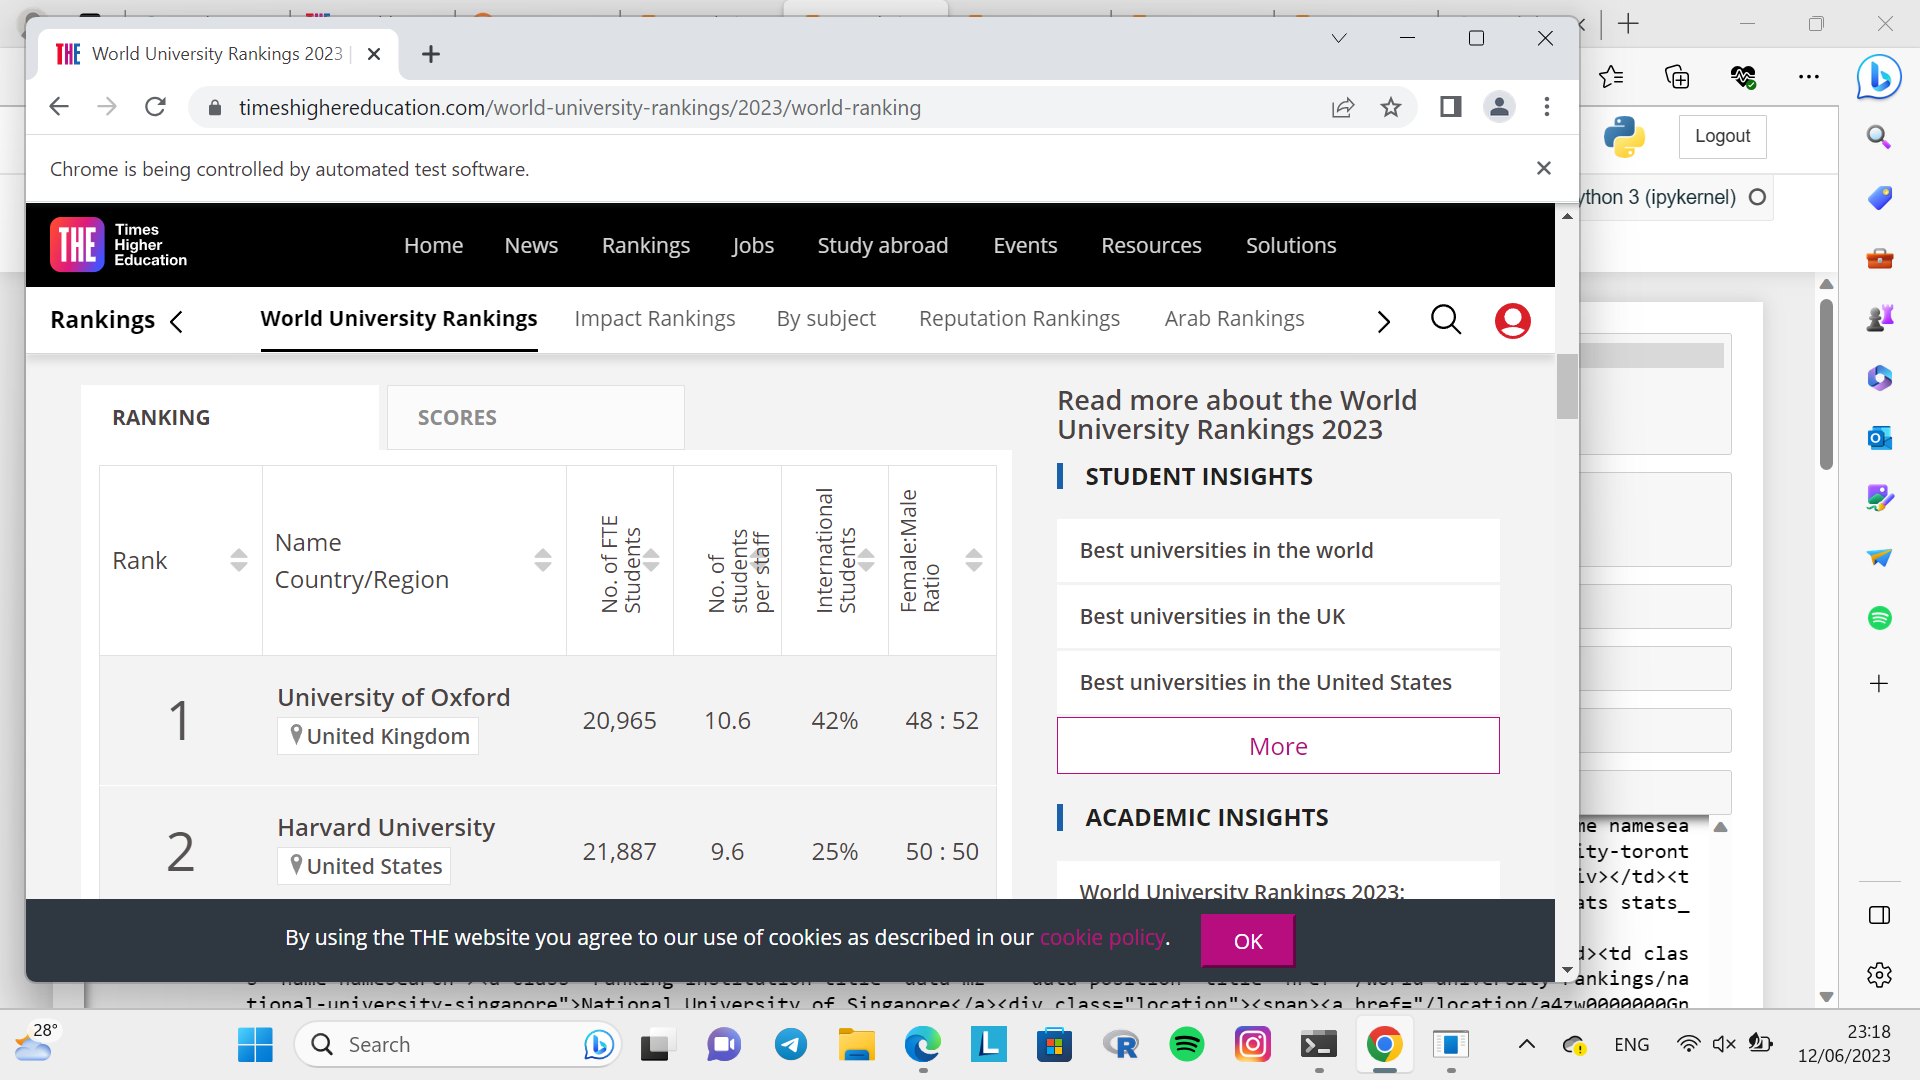 THE World University Rankings 2023 |
timeshighereducation.com/world-university-rankings/2023/world-ranking
Chrome is being controlled by automated test software.
Logout
Python 3 (ipykernel)
THE
Times
Higher
Education
Home News Rankings Jobs Study abroad Events Resources Solutions
Rankings
World University Rankings Impact Rankings By subject Reputation Rankings Arab Rankings
RANKING
SCORES
Rank
Name
Country/Region
No. of FTE
Students
No. of
students
per staff
International
Students
Female:Male
Ratio
1
University of Oxford
United Kingdom
20,965 10.6 42% 48 : 52
2
Harvard University
United States
21,887 9.6 25% 50 : 50
Read more about the World
University Rankings 2023
STUDENT INSIGHTS
Best universities in the world
Best universities in the UK
Best universities in the United States
More
ACADEMIC INSIGHTS
World University Rankings 2023:
By using the THE website you agree to our use of cookies as described in our cookie policy.
OK
me namesea
ity-toront
iv></td><t
ats stats_
d><td clas
rankings/na
tional-university-singapore">National University of Singapore</a><div class="location"><span><a href="/location/a4zw0000000Gn
28°
Search
ENG
23:18
12/06/2023